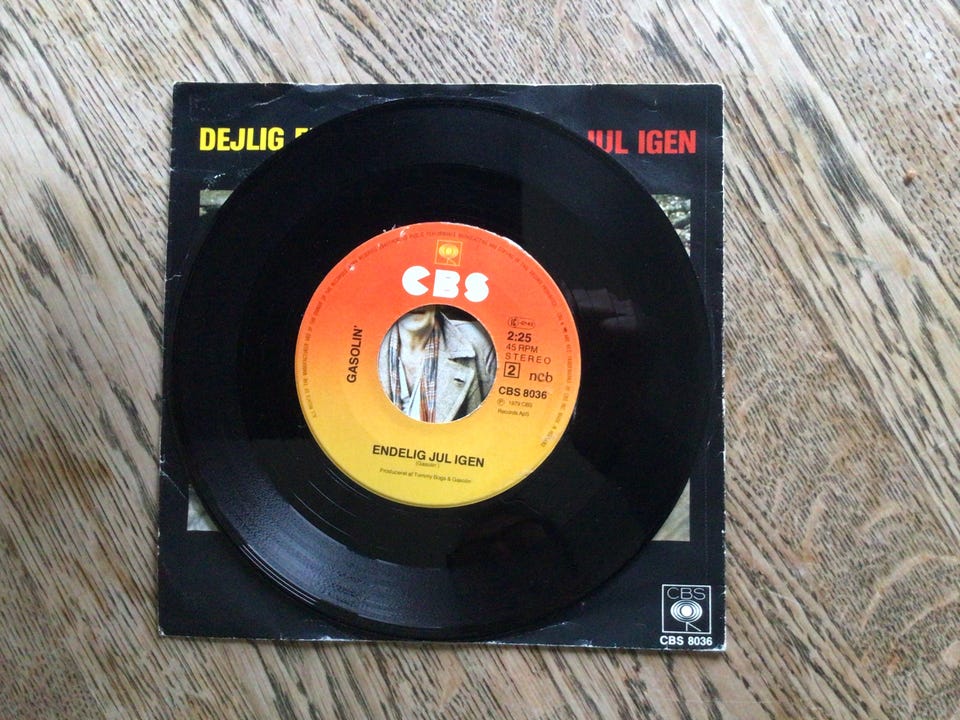 DEJLIG
JUL IGEN
CBS
GASOLIN'
2:25
45 RPM
STEREO
2 ncb
CBS 8036
℗ 1979 CBS
Records ApS
ENDELIG JUL IGEN
(Gasolin')
Produceret af Tommy Bugs & Gasolin'
CBS
CBS 8036